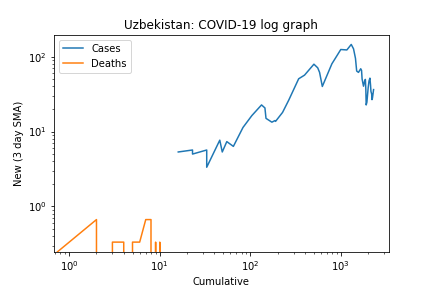 Uzbekistan: COVID-19 log graph
Cases
Deaths
New (3 day SMA)
10²
10¹
10⁰
10⁰ 10¹ 10² 10³
Cumulative